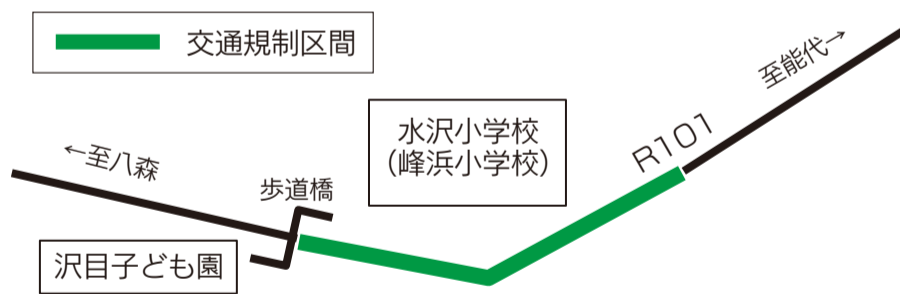 交通規制区間
至能代→
水沢小学校
(峰浜小学校)
R101
←至八森
歩道橋
沢目子ども園